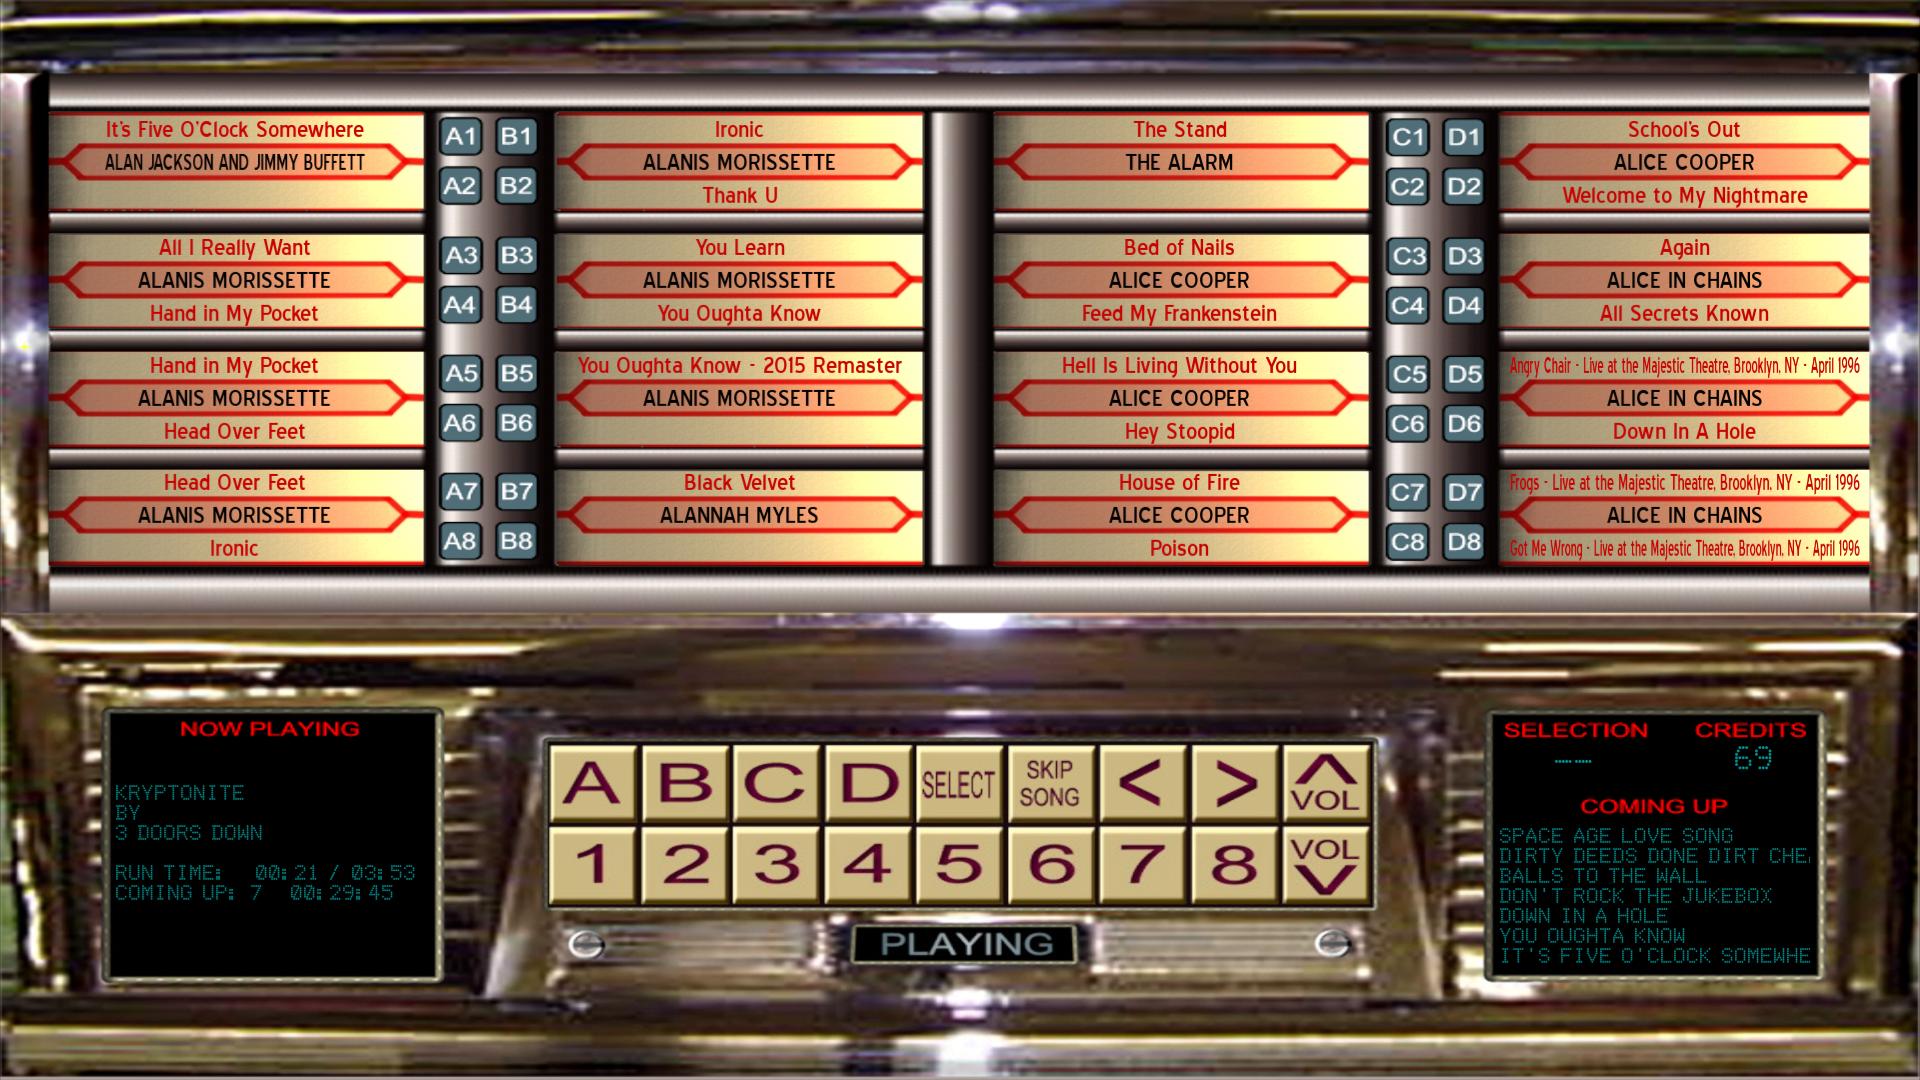 It's Five O'Clock Somewhere
ALAN JACKSON AND JIMMY BUFFETT
A1 B1
A2 B2
Ironic
ALANIS MORISSETTE
Thank U
The Stand
THE ALARM
C1 D1
C2 D2
School's Out
ALICE COOPER
Welcome to My Nightmare
All I Really Want
ALANIS MORISSETTE
Hand in My Pocket
A3 B3
A4 B4
You Learn
ALANIS MORISSETTE
You Oughta Know
Bed of Nails
ALICE COOPER
Feed My Frankenstein
C3 D3
C4 D4
Again
ALICE IN CHAINS
All Secrets Known
Hand in My Pocket
ALANIS MORISSETTE
Head Over Feet
A5 B5
A6 B6
You Oughta Know - 2015 Remaster
ALANIS MORISSETTE
Hell Is Living Without You
ALICE COOPER
Hey Stoopid
C5 D5
C6 D6
Angry Chair - Live at the Majestic Theatre, Brooklyn, NY - April 1996
ALICE IN CHAINS
Down In A Hole
Head Over Feet
ALANIS MORISSETTE
Ironic
A7 B7
A8 B8
Black Velvet
ALANNAH MYLES
House of Fire
ALICE COOPER
Poison
C7 D7
C8 D8
Frogs - Live at the Majestic Theatre, Brooklyn, NY - April 1996
ALICE IN CHAINS
Got Me Wrong - Live at the Majestic Theatre, Brooklyn, NY - April 1996
NOW PLAYING
KRYPTONITE
BY
3 DOORS DOWN
RUN TIME: 00:21 / 03:53
COMING UP: 7 00:29:45
A B C D SELECT SKIP SONG < > VOL
1 2 3 4 5 6 7 8 VOL
PLAYING
SELECTION CREDITS
-- 69
COMING UP
SPACE AGE LOVE SONG
DIRTY DEEDS DONE DIRT CHE
BALLS TO THE WALL
DON'T ROCK THE JUKEBOX
DOWN IN A HOLE
YOU OUGHTA KNOW
IT'S FIVE O'CLOCK SOMEWHE